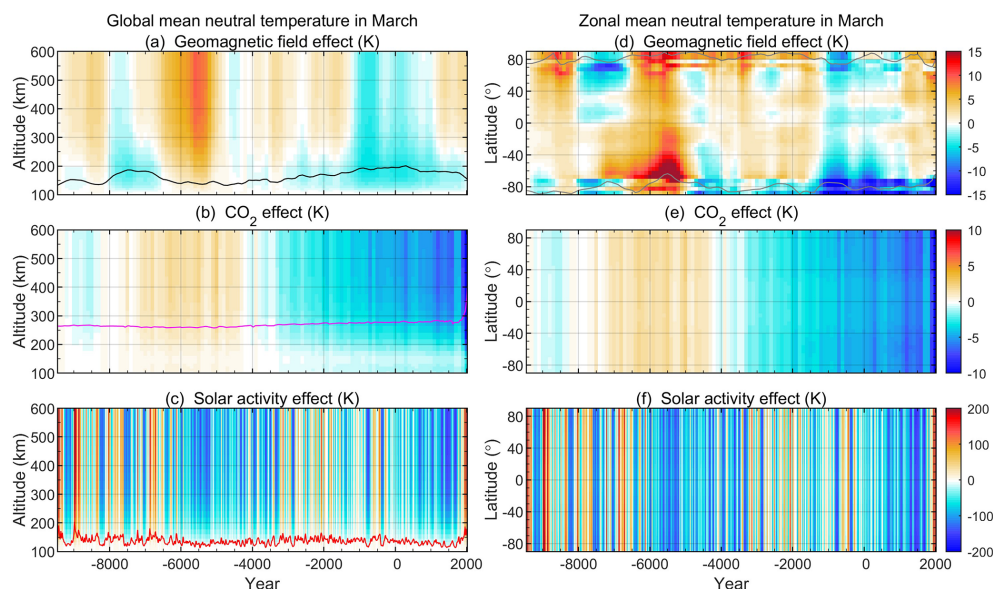 Global mean neutral temperature in March
Zonal mean neutral temperature in March
(a) Geomagnetic field effect (K)
600
500
400
300
200
100
Altitude (km)
(d) Geomagnetic field effect (K)
80
40
0
-40
-80
Latitude (°)
15
10
5
0
-5
-10
-15
(b) CO₂ effect (K)
600
500
400
300
200
100
Altitude (km)
(e) CO₂ effect (K)
80
40
0
-40
-80
Latitude (°)
10
5
0
-5
-10
(c) Solar activity effect (K)
600
500
400
300
200
100
Altitude (km)
-8000 -6000 -4000 -2000 0 2000
Year
(f) Solar activity effect (K)
80
40
0
-40
-80
Latitude (°)
-8000 -6000 -4000 -2000 0 2000
Year
200
100
0
-100
-200